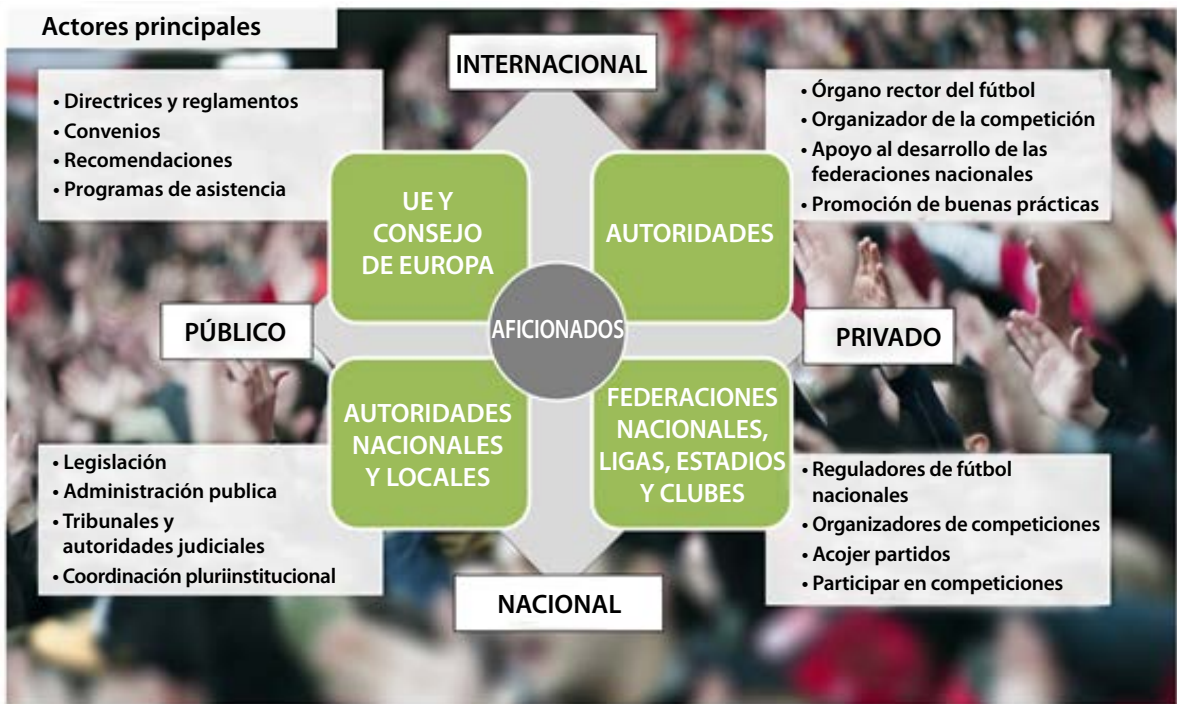 Actores principales
INTERNACIONAL
• Directrices y reglamentos
• Convenios
• Recomendaciones
• Programas de asistencia
• Órgano rector del fútbol
• Organizador de la competición
• Apoyo al desarrollo de las
federaciones nacionales
• Promoción de buenas prácticas
UE Y
CONSEJO
DE EUROPA
AUTORIDADES
PÚBLICO
AFICIONADOS
PRIVADO
AUTORIDADES
NACIONALES
Y LOCALES
FEDERACIONES
NACIONALES,
LIGAS, ESTADIOS
Y CLUBES
• Legislación
• Administración publica
• Tribunales y
autoridades judiciales
• Coordinación pluriinstitucional
• Reguladores de fútbol
nacionales
• Organizadores de competiciones
• Acojer partidos
• Participar en competiciones
NACIONAL